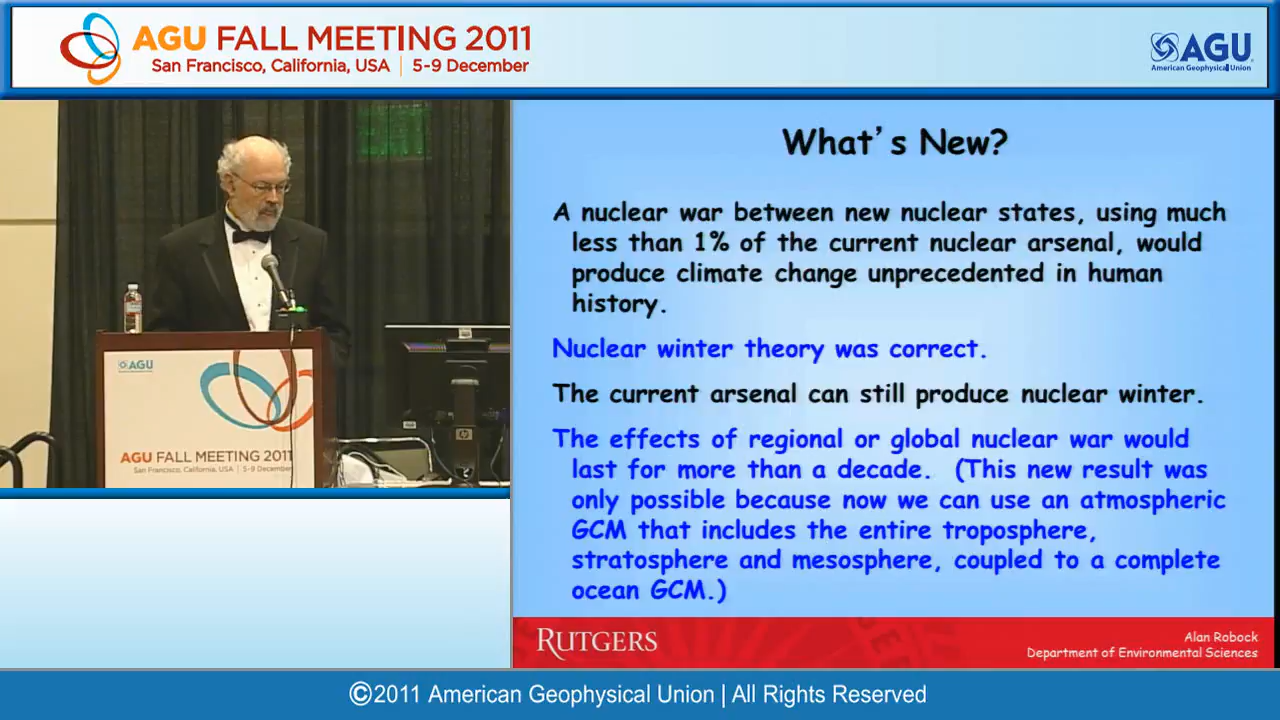 AGU FALL MEETING 2011
San Francisco, California, USA | 5-9 December
AGU
American Geophysical Union
What's New?
A nuclear war between new nuclear states, using much
less than 1% of the current nuclear arsenal, would
produce climate change unprecedented in human
history.
Nuclear winter theory was correct.
The current arsenal can still produce nuclear winter.
The effects of regional or global nuclear war would
last for more than a decade. (This new result was
only possible because now we can use an atmospheric
GCM that includes the entire troposphere,
stratosphere and mesosphere, coupled to a complete
ocean GCM.)
AGU
AGU FALL MEETING 2011
San Francisco, California, USA | 5-9 December
hp
RUTGERS
Alan Robock
Department of Environmental Sciences
©2011 American Geophysical Union | All Rights Reserved